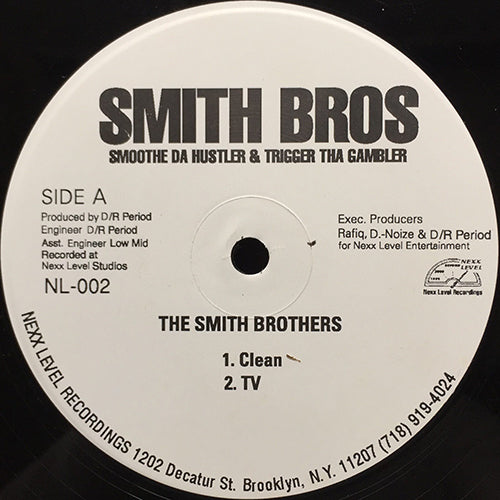 SMITH BROS
SMOOTHE DA HUSTLER & TRIGGER THA GAMBLER
SIDE A
Produced by D/R Period
Engineer D/R Period
Asst. Engineer Low Mid
Recorded at
Nexx Level Studios
NL-002
Exec. Producers
Rafiq, D.-Noize & D/R Period
for Nexx Level Entertainment
NEXX
LEVEL
Nexx Level Recordings
THE SMITH BROTHERS
1. Clean
2. TV
NEXX LEVEL RECORDINGS 1202 Decatur St. Brooklyn, N.Y. 11207 (718) 919-4024